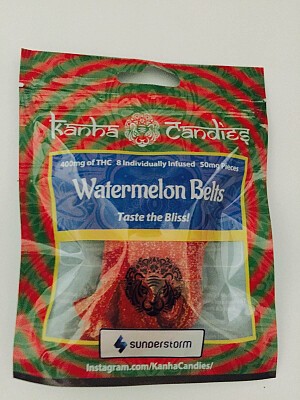 Kanha Candies
400mg of THC 8 Individually Infused 50mg Pieces
Watermelon Belts
Taste the Bliss!
sunderstorm
Instagram.com/KanhaCandies/